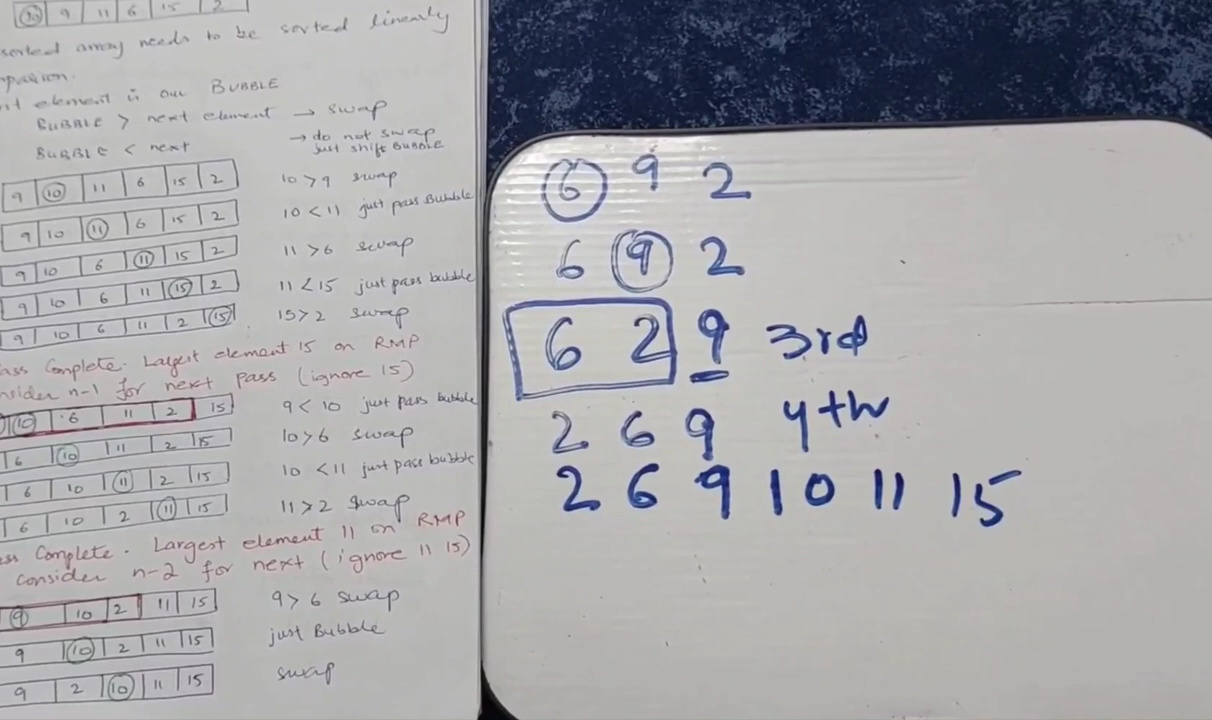 10 9 11 6 15 2
sorted array needs to be sorted linearly
element is our BUBBLE
BUBBLE > next element → swap
BUBBLE < next → do not swap
just shift BUBBLE
9 10 11 6 15 2 10 > 9 swap
9 10 11 6 15 2 10 < 11 just pass Bubble
9 10 6 11 15 2 11 > 6 swap
9 10 6 11 15 2 11 < 15 just pass bubble
9 10 6 11 2 15 15 > 2 swap
Complete. Largest element 15 on RMP
n-1 for next pass (ignore 15)
10 6 11 2 15 9 < 10 just pass bubble
6 10 11 2 15 10 > 6 swap
6 10 11 2 15 10 < 11 just pass bubble
6 10 2 11 15 11 > 2 swap
Complete. Largest element 11 on RMP
consider n-2 for next (ignore 11 15)
9 10 2 11 15 9 > 6 swap
9 10 2 11 15 just Bubble
9 2 10 11 15 swap
6 9 2
6 9 2
6 2 9 3rd
2 6 9 4th
2 6 9 10 11 15